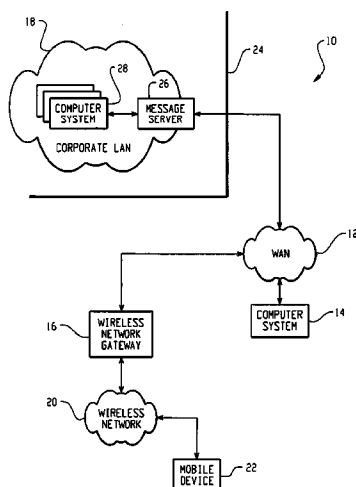 18
24
10
28
26
COMPUTER
SYSTEM
MESSAGE
SERVER
CORPORATE LAN
WAN
12
16
WIRELESS
NETWORK
GATEWAY
COMPUTER
SYSTEM
14
20
WIRELESS
NETWORK
MOBILE
DEVICE
22